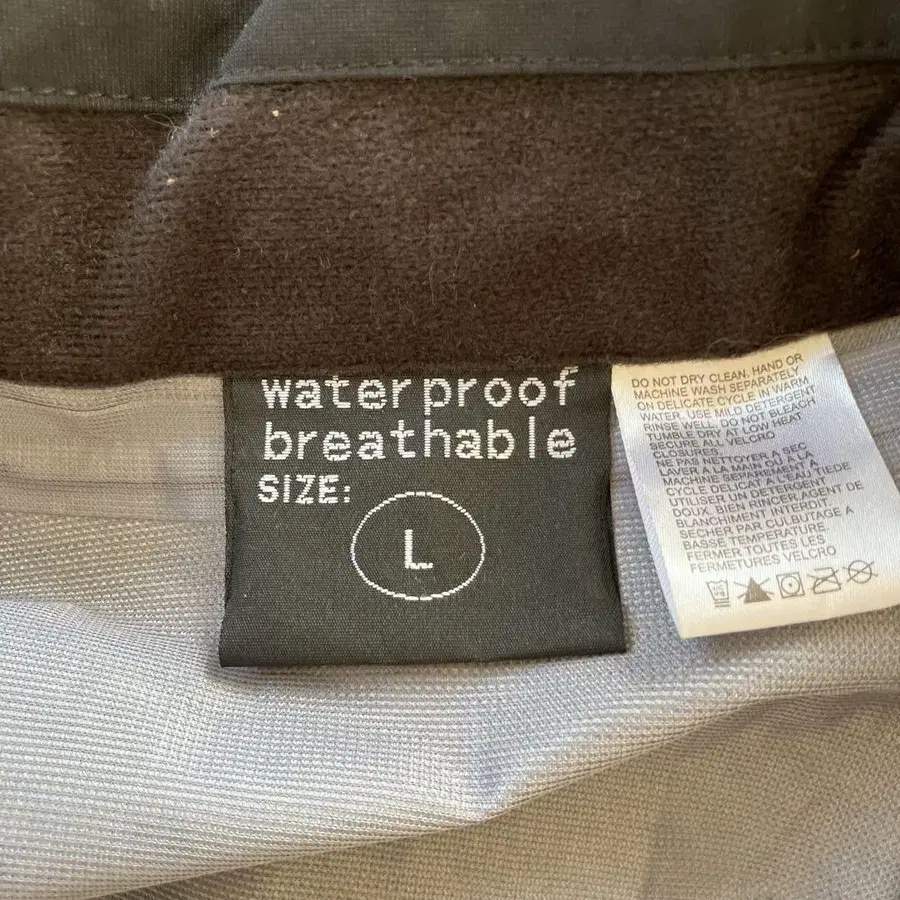 waterproof
breathable
SIZE:
L
DO NOT DRY CLEAN. HAND OR
MACHINE WASH SEPARATELY
ON DELICATE CYCLE IN WARM
WATER. USE MILD DETERGENT
RINSE WELL. DO NOT BLEACH
TUMBLE DRY AT LOW HEAT
SECURE ALL VELCRO
CLOSURES.
NE PAS NETTOYER A SEC
LAVER A LA MAIN OU A LA
MACHINE SEPAREMENT A
CYCLE DELICAT A L'EAU TIEDE
UTILISER UN DETERGENT
DOUX. BIEN RINCER AGENT DE
BLANCHIMENT INTERDIT
SECHER PAR CULBUTAGE A
BASSE TEMPERATURE.
FERMER TOUTES LES
FERMETURES VELCRO